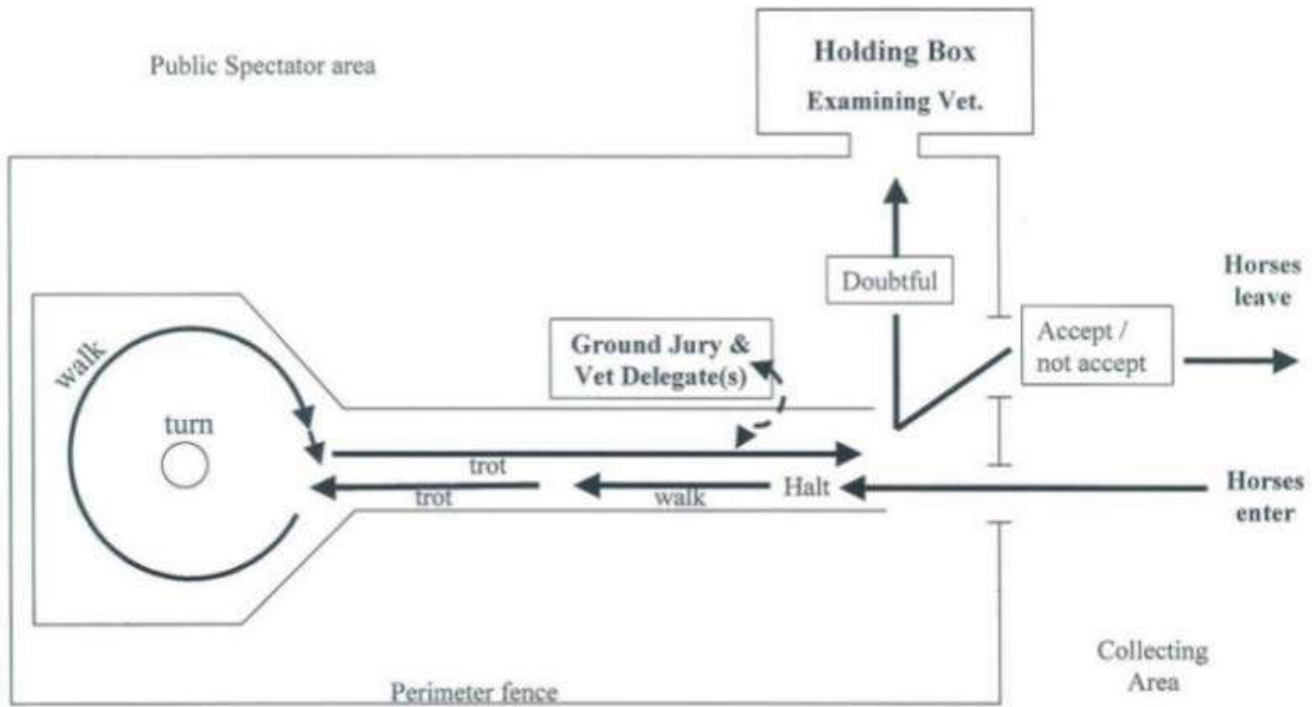 Public Spectator area
Holding Box
Examining Vet.
Doubtful
Horses
leave
Accept /
not accept
Ground Jury &
Vet Delegate(s)
walk
turn
trot
trot
walk
Halt
Horses
enter
Collecting
Area
Perimeter fence